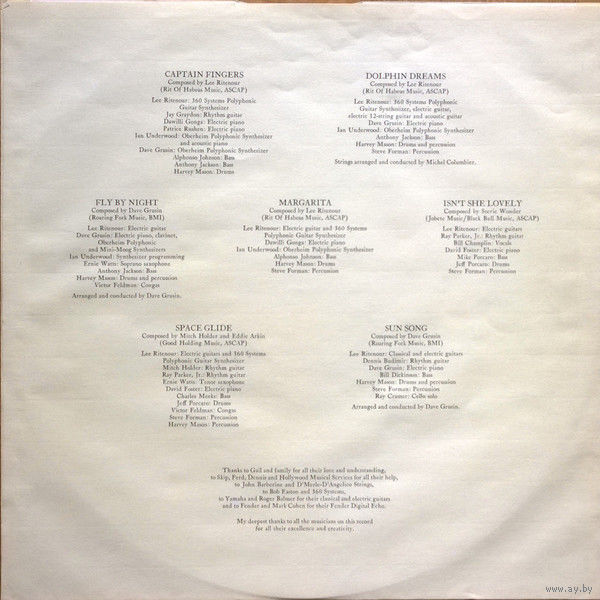 CAPTAIN FINGERS
Composed by Lee Ritenour
(Rit Of Habeas Music, ASCAP)
Lee Ritenour: 360 Systems Polyphonic
Guitar Synthesizer
Jay Graydon: Rhythm guitar
Dawilli Gonga: Electric piano
Patrice Rushen: Electric piano
Ian Underwood: Oberheim Polyphonic Synthesizer
and acoustic piano
Dave Grusin: Oberheim Polyphonic Synthesizer
Alphonso Johnson: Bass
Anthony Jackson: Bass
Harvey Mason: Drums
DOLPHIN DREAMS
Composed by Lee Ritenour
(Rit Of Habeas Music, ASCAP)
Lee Ritenour: 360 Systems Polyphonic
Guitar Synthesizer, electric guitar,
electric 12-string guitar and acoustic guitar
Dave Grusin: Electric piano
Ian Underwood: Oberheim Polyphonic Synthesizer
Anthony Jackson: Bass
Harvey Mason: Drums and percussion
Steve Forman: Percussion
Strings arranged and conducted by Michel Colombier.
FLY BY NIGHT
Composed by Dave Grusin
(Roaring Fork Music, BMI)
Lee Ritenour: Electric guitar
Dave Grusin: Electric piano, clavinet,
Oberheim Polyphonic
and Mini-Moog Synthesizers
Ian Underwood: Synthesizer programming
Ernie Watts: Soprano saxophone
Anthony Jackson: Bass
Harvey Mason: Drums and percussion
Victor Feldman: Congas
Arranged and conducted by Dave Grusin.
MARGARITA
Composed by Lee Ritenour
(Rit Of Habeas Music, ASCAP)
Lee Ritenour: Electric guitar and 360 Systems
Polyphonic Guitar Synthesizer
Dawilli Gonga: Electric piano
Ian Underwood: Oberheim Polyphonic Synthesizer
Alphonso Johnson: Bass
Harvey Mason: Drums
Steve Forman: Percussion
ISN'T SHE LOVELY
Composed by Stevie Wonder
(Jobete Music/Black Bull Music, ASCAP)
Lee Ritenour: Electric guitars
Ray Parker, Jr.: Rhythm guitar
Bill Champlin: Vocals
David Foster: Electric piano
Mike Porcaro: Bass
Jeff Porcaro: Drums
Steve Forman: Percussion
SPACE GLIDE
Composed by Mitch Holder and Eddie Arkin
(Good Holding Music, ASCAP)
Lee Ritenour: Electric guitars and 360 Systems
Polyphonic Guitar Synthesizer
Mitch Holder: Rhythm guitar
Ray Parker, Jr.: Rhythm guitar
Ernie Watts: Tenor saxophone
David Foster: Electric piano
Charles Meeks: Bass
Jeff Porcaro: Drums
Victor Feldman: Congas
Steve Forman: Percussion
Harvey Mason: Percussion
SUN SONG
Composed by Dave Grusin
(Roaring Fork Music, BMI)
Lee Ritenour: Classical and electric guitars
Dennis Budimir: Rhythm guitar
Dave Grusin: Electric piano
Bill Dickinson: Bass
Harvey Mason: Drums and percussion
Steve Forman: Percussion
Ray Cramer: Cello solo
Arranged and conducted by Dave Grusin.
Thanks to Gail and family for all their love and understanding,
to Skip, Ferd, Dennis and Hollywood Musical Services for all their help,
to John Barberine and D'Merle-D'Angelico Strings,
to Bob Easton and 360 Systems,
to Yamaha and Roger Balmer for their classical and electric guitars
and to Fender and Mark Cohen for their Fender Digital Echo.
My deepest thanks to all the musicians on this record
for all their excellence and creativity.
www.ay.by